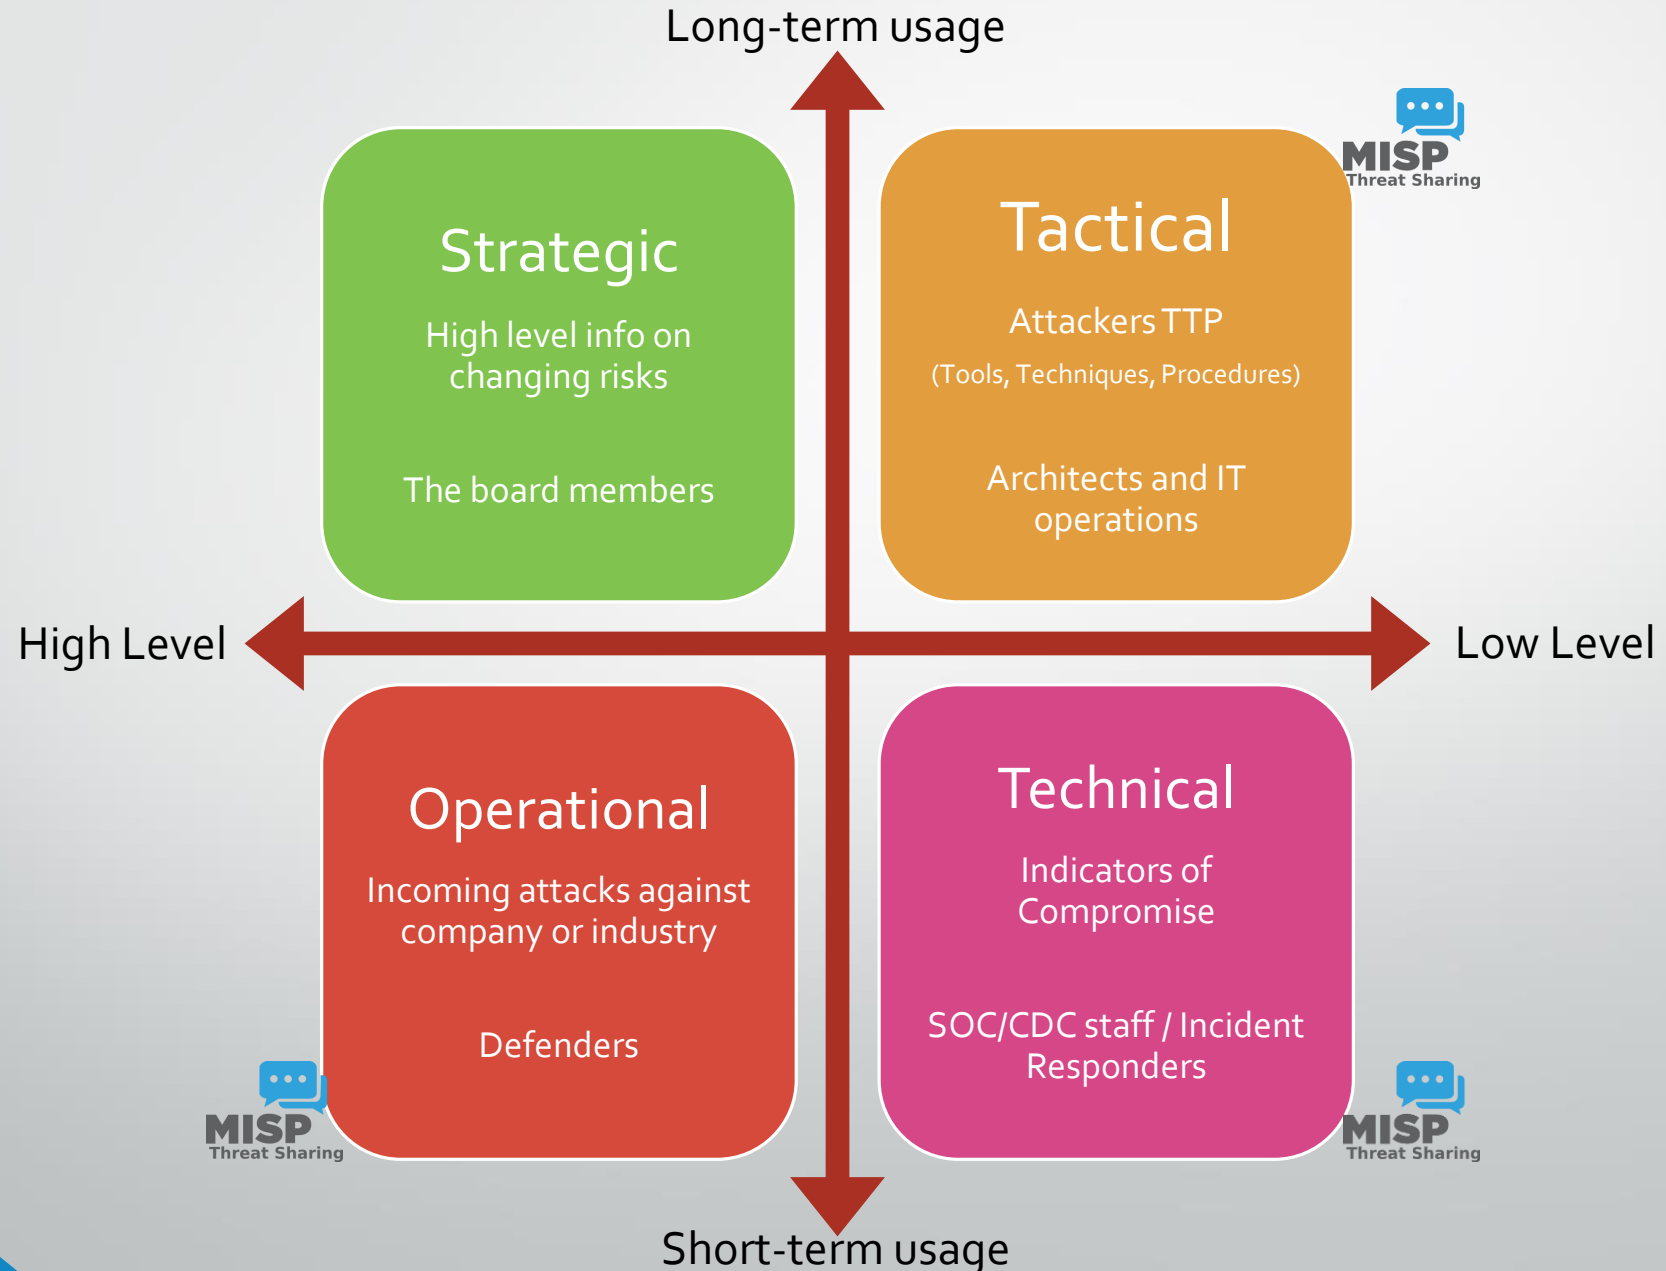 Long-term usage
MISP
Threat Sharing
Strategic
High level info on
changing risks
The board members
Tactical
Attackers TTP
(Tools, Techniques, Procedures)
Architects and IT
operations
High Level
Low Level
Operational
Incoming attacks against
company or industry
Defenders
MISP
Threat Sharing
Technical
Indicators of
Compromise
SOC/CDC staff / Incident
Responders
MISP
Threat Sharing
Short-term usage